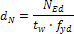 d_N = N_Ed / (t_w · f_yd)